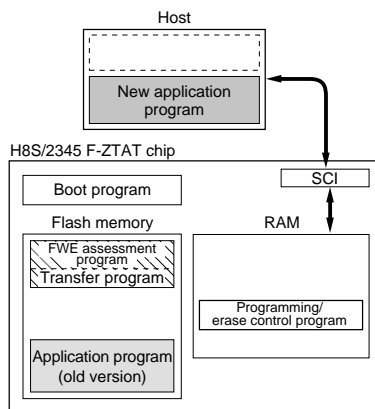 Host
New application
program
H8S/2345 F-ZTAT chip
SCI
Boot program
Flash memory
RAM
FWE assessment
program
Transfer program
Programming/
erase control program
Application program
(old version)